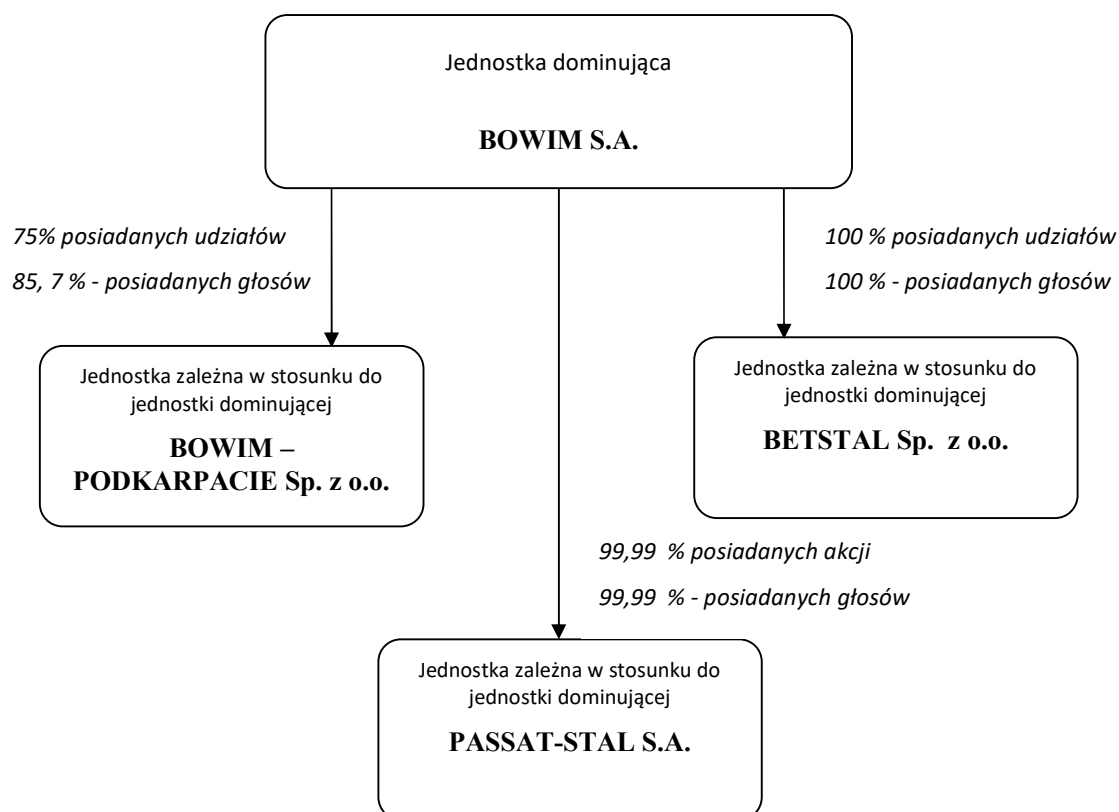 Jednostka dominująca
BOWIM S.A.
75% posiadanych udziałów
85, 7 % - posiadanych głosów
100 % posiadanych udziałów
100 % - posiadanych głosów
Jednostka zależna w stosunku do
jednostki dominującej
BOWIM –
PODKARPACIE Sp. z o.o.
Jednostka zależna w stosunku do
jednostki dominującej
BETSTAL Sp. z o.o.
99,99 % posiadanych akcji
99,99 % - posiadanych głosów
Jednostka zależna w stosunku do
jednostki dominującej
PASSAT-STAL S.A.